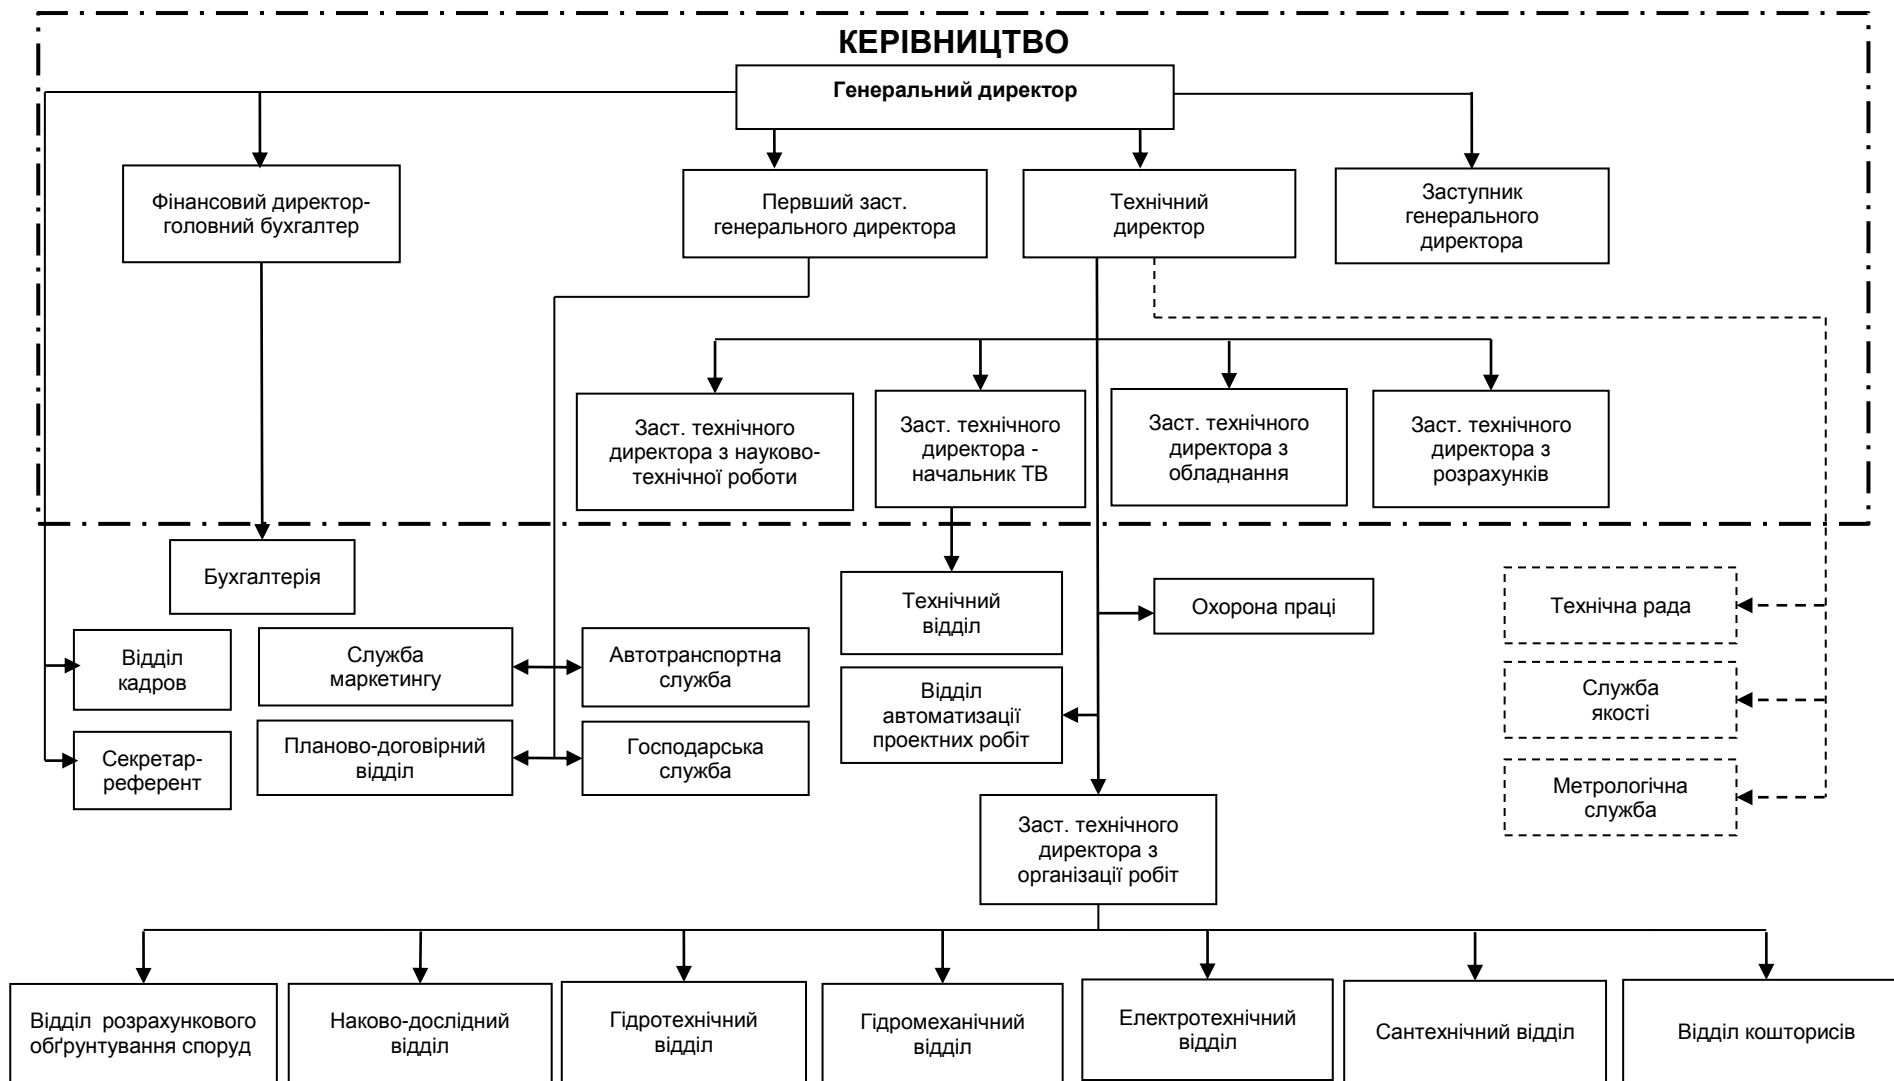 КЕРІВНИЦТВО
Генеральний директор
Фінансовий директор-
головний бухгалтер
Первший заст.
генерального директора
Технічний
директор
Заступник
генерального
директора
Заст. технічного
директора з науково-
технічної роботи
Заст. технічного
директора -
начальник ТВ
Заст. технічного
директора з
обладнання
Заст. технічного
директора з
розрахунків
Бухгалтерія
Технічний
відділ
Охорона праці
Технічна рада
Відділ
кадров
Служба
маркетингу
Автотранспортна
служба
Відділ
автоматизації
проектних робіт
Служба
якості
Секретар-
референт
Планово-договірний
відділ
Господарська
служба
Метрологічна
служба
Заст. технічного
директора з
організації робіт
Відділ розрахункового
обґрунтування споруд
Наково-дослідний
відділ
Гідротехнічний
відділ
Гідромеханічний
відділ
Електротехнічний
відділ
Сантехнічний відділ
Відділ кошторисів